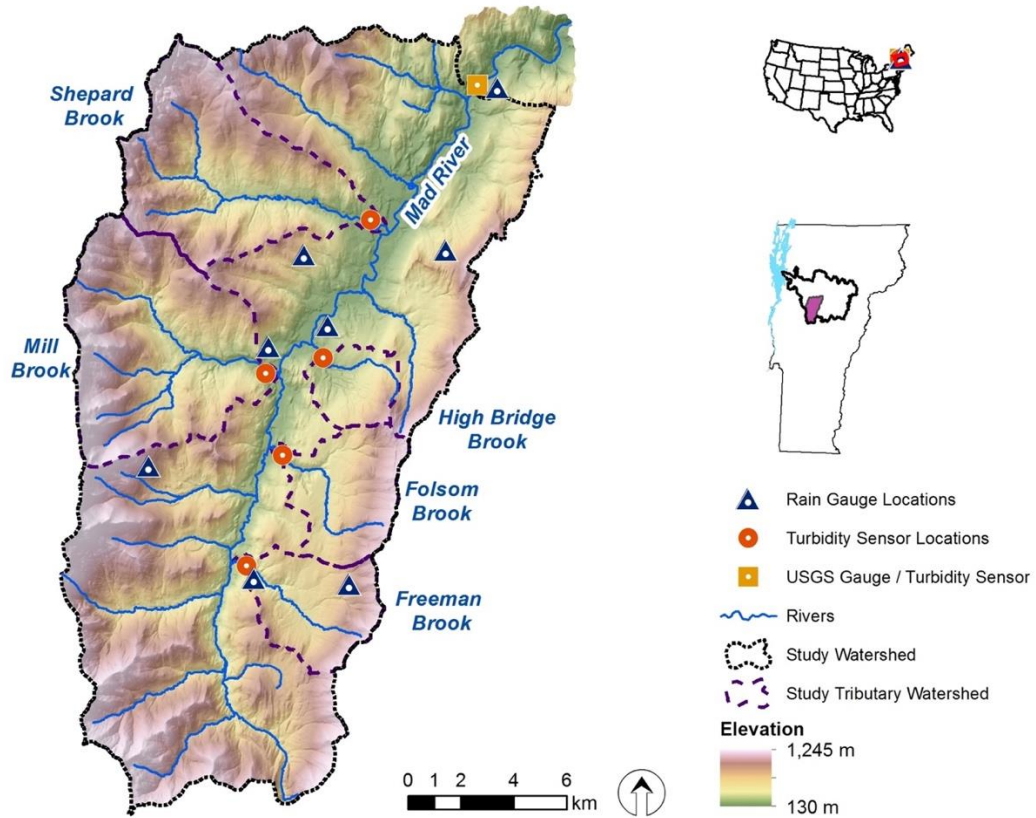 Shepard
Brook
Mad River
Mill
Brook
High Bridge
Brook
Folsom
Brook
Freeman
Brook
0 2 4 6
km
Rain Gauge Locations
Turbidity Sensor Locations
USGS Gauge / Turbidity Sensor
Rivers
Study Watershed
Study Tributary Watershed
Elevation
1,245 m
130 m